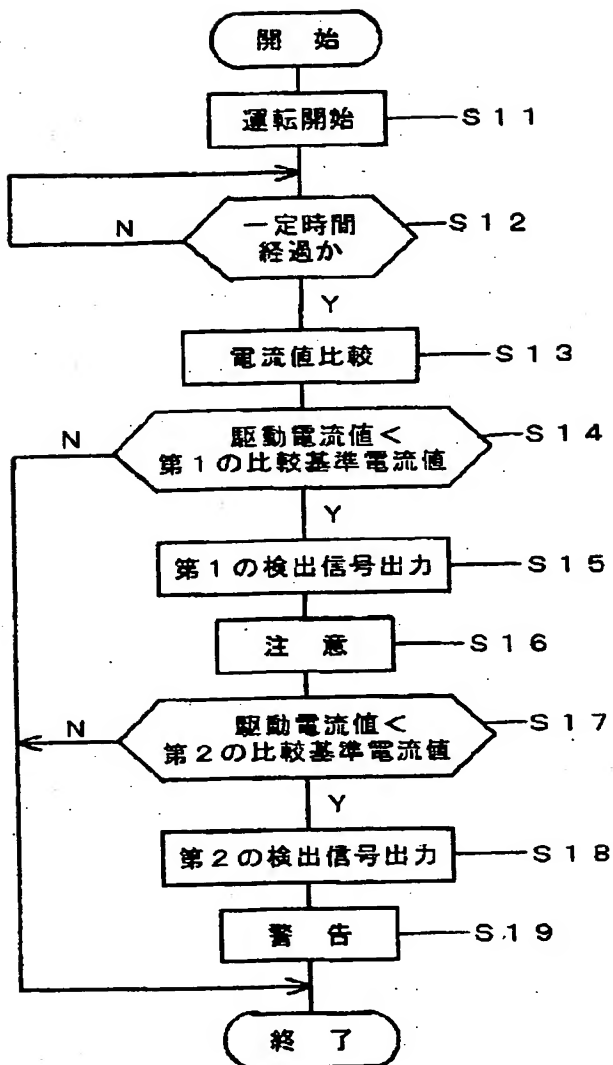 開 始
運転開始
S11
N
一定時間
経過か
S12
Y
電流値比較
S13
N
駆動電流値<
第1の比較基準電流値
S14
Y
第1の検出信号出力
S15
注 意
S16
N
駆動電流値<
第2の比較基準電流値
S17
Y
第2の検出信号出力
S18
警 告
S19
終 了